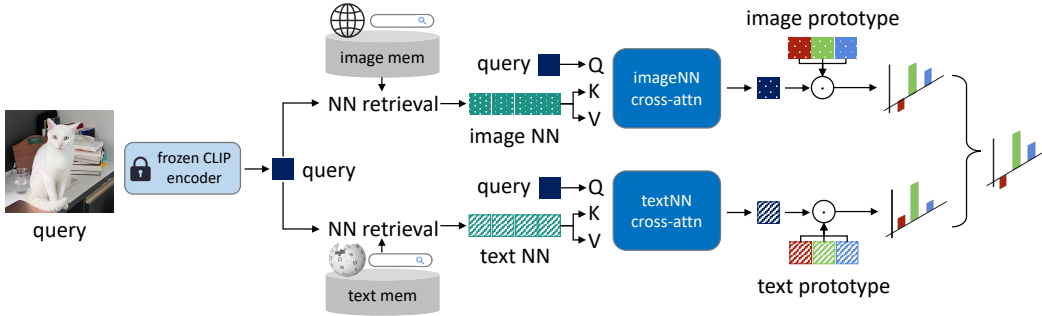 query
frozen CLIP
encoder
query
image mem
NN retrieval
image NN
query
Q
K
V
imageNN
cross-attn
image prototype
NN retrieval
text mem
text NN
query
Q
K
V
textNN
cross-attn
text prototype